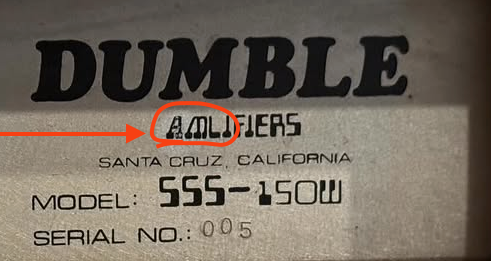 DUMBLE
AMLIFIERS
SANTA CRUZ, CALIFORNIA
MODEL: SSS-150W
SERIAL NO.: 005